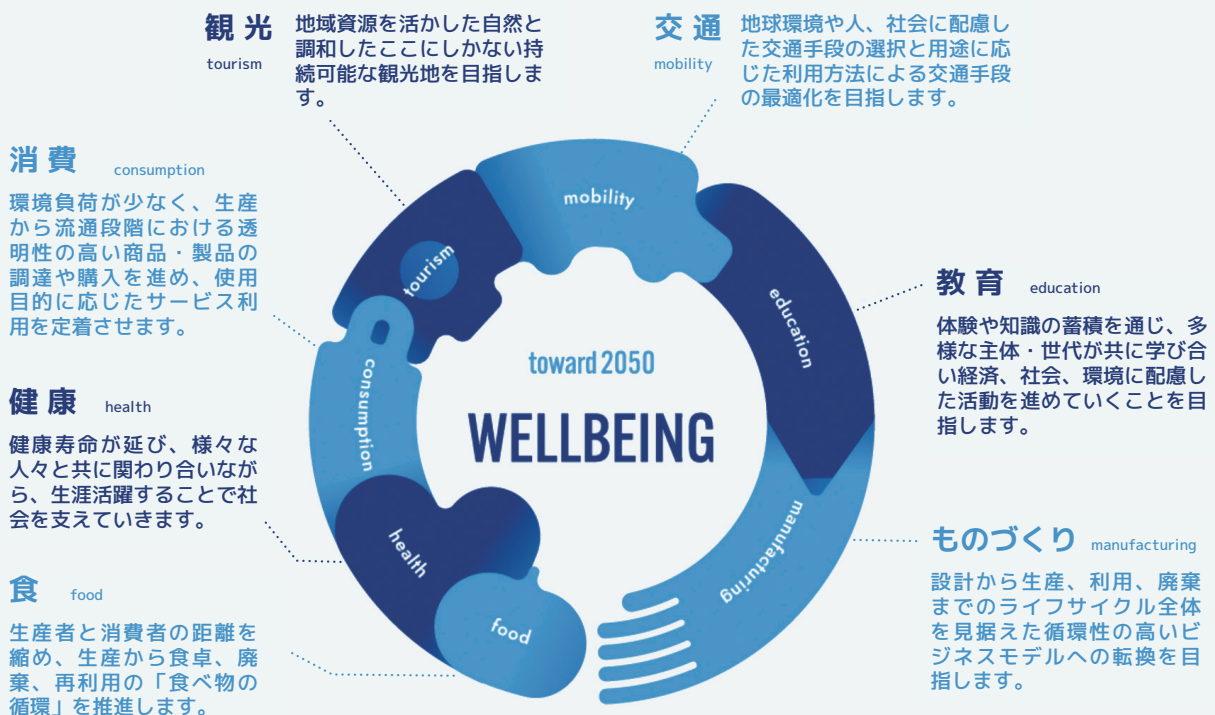 観光
tourism
地域資源を活かした自然と
調和したここにしかない持
続可能な観光地を目指しま
す。
交通
mobility
地球環境や人、社会に配慮し
た交通手段の選択と用途に応
じた利用方法による交通手段
の最適化を目指します。
消費 consumption
環境負荷が少なく、生産
から流通段階における透
明性の高い商品・製品の
調達や購入を進め、使用
目的に応じたサービス利
用を定着させます。
健康 health
健康寿命が延び、様々な
人々と共に関わり合いなが
ら、生涯活躍することで社
会を支えていきます。
食 food
生産者と消費者の距離を
縮め、生産から食卓、廃
棄、再利用の「食べ物の
循環」を推進します。
mobility
tourism
education
consumption
toward 2050
WELLBEING
health
manufacturing
food
教育 education
体験や知識の蓄積を通じ、多
様な主体・世代が共に学び合
い経済、社会、環境に配慮し
た活動を進めていくことを目
指します。
ものづくり manufacturing
設計から生産、利用、廃棄
までのライフサイクル全体
を見据えた循環性の高いビ
ジネスモデルへの転換を目
指します。